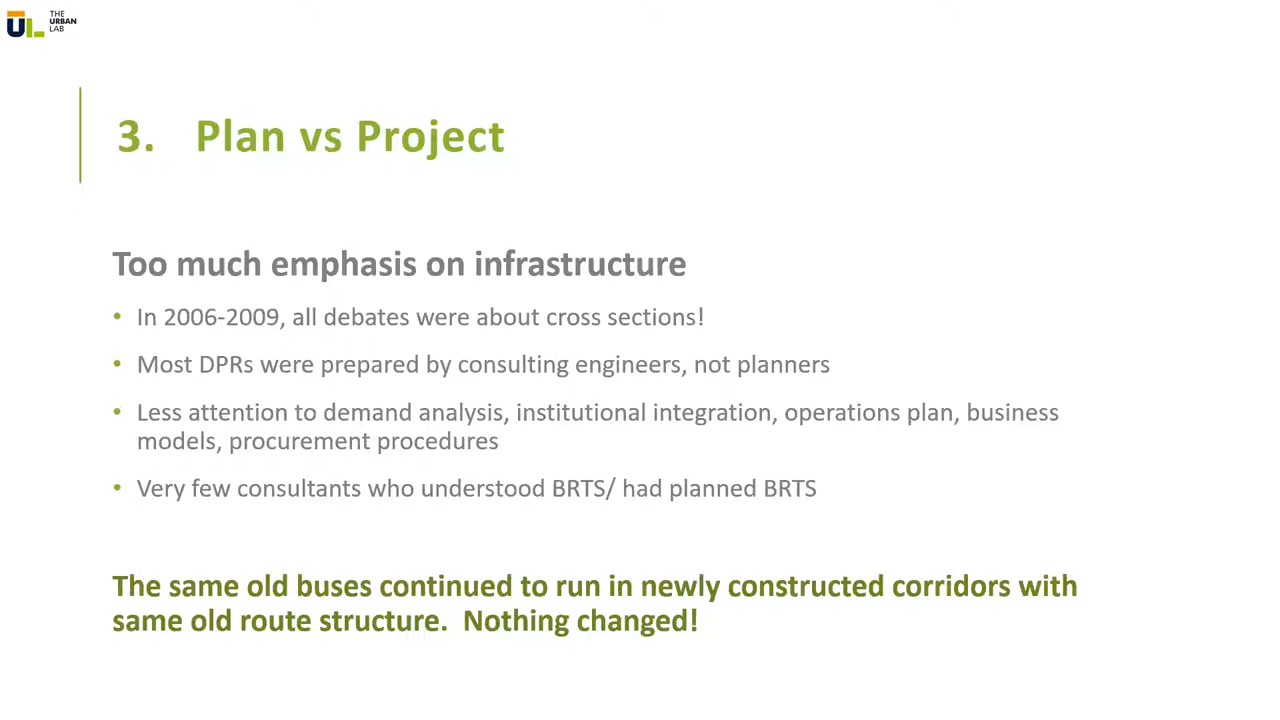 THE
URBAN
LAB
UL
3. Plan vs Project
Too much emphasis on infrastructure
• In 2006-2009, all debates were about cross sections!
• Most DPRs were prepared by consulting engineers, not planners
• Less attention to demand analysis, institutional integration, operations plan, business
models, procurement procedures
• Very few consultants who understood BRTS/ had planned BRTS
The same old buses continued to run in newly constructed corridors with
same old route structure. Nothing changed!